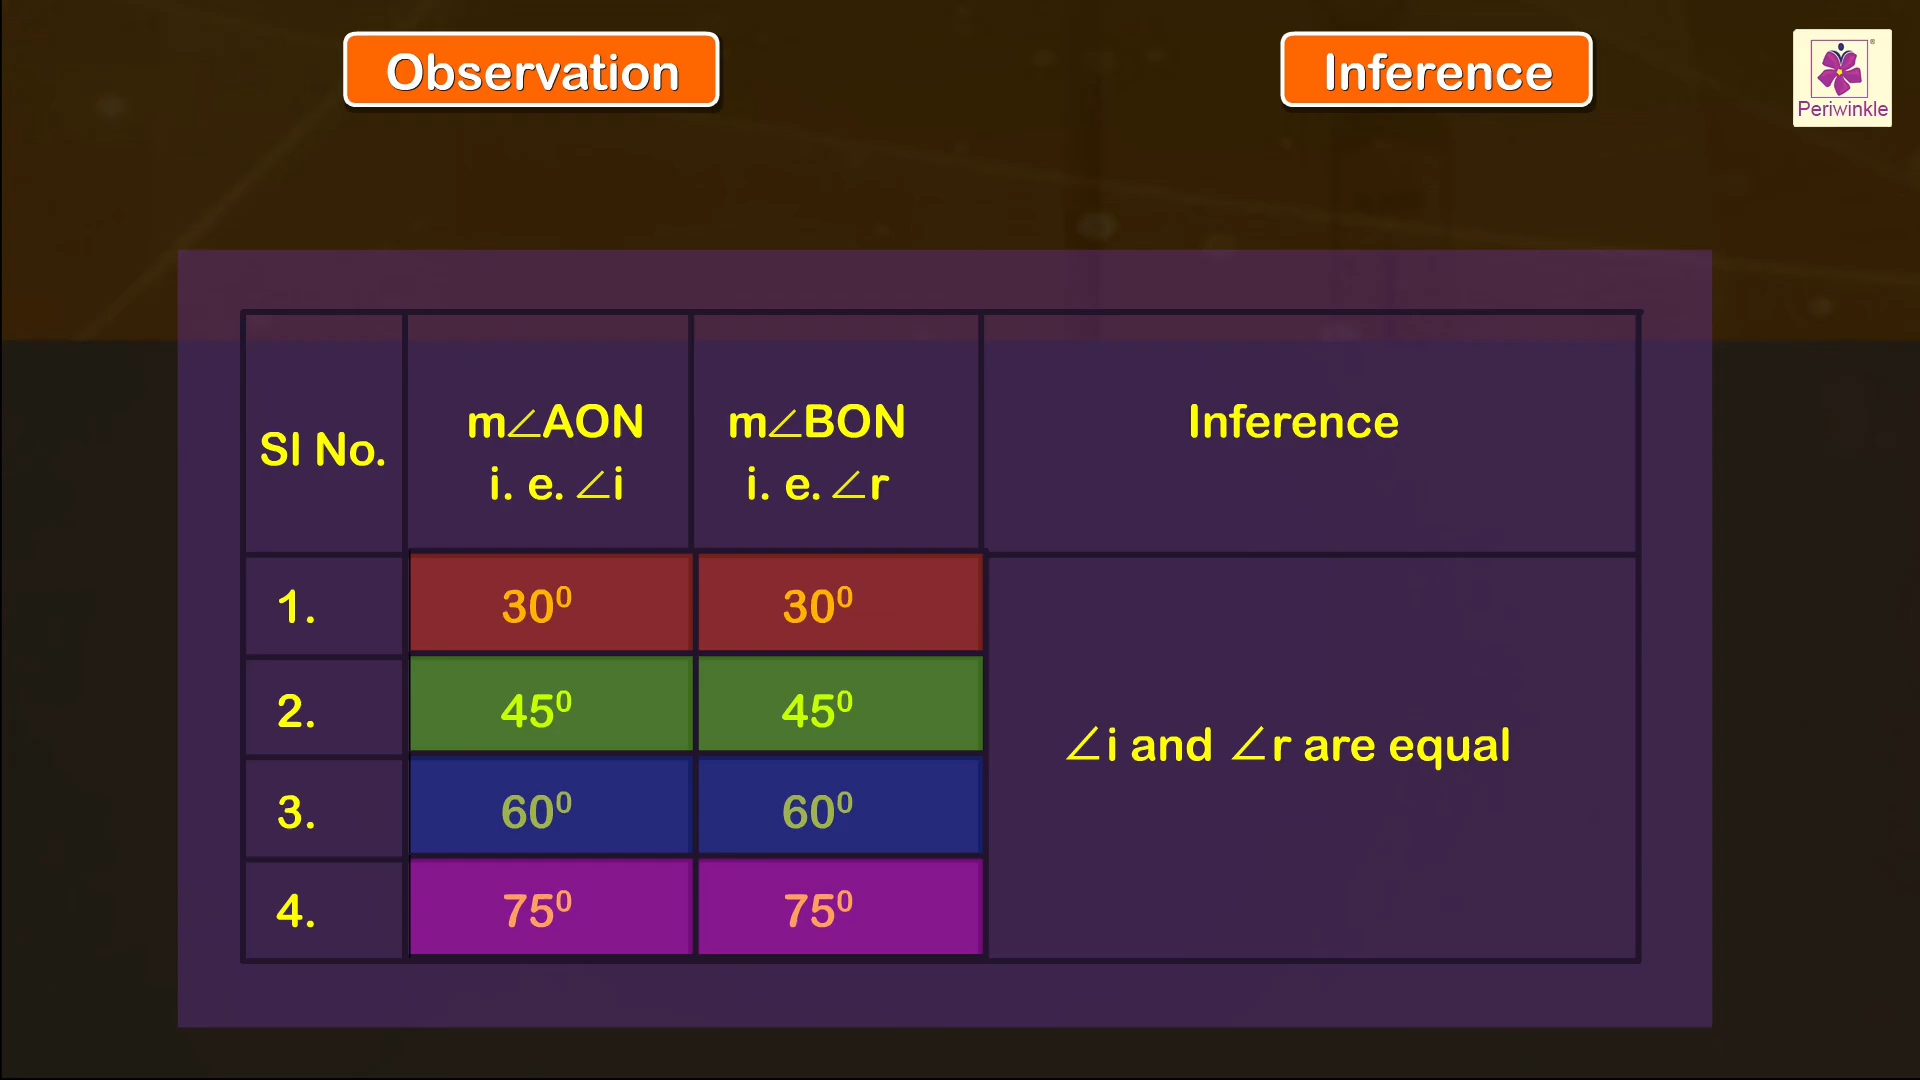 Observation
Inference
Periwinkle
Sl No.
m∠AON
i. e. ∠i
m∠BON
i. e. ∠r
Inference
1.
30⁰
30⁰
2.
45⁰
45⁰
3.
60⁰
60⁰
4.
75⁰
75⁰
∠i and ∠r are equal